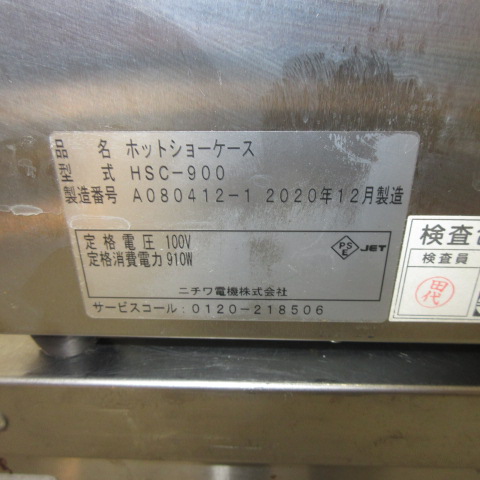 品名 ホットショーケース
型式 HSC-900
製造番号 A080412-1 2020年12月製造
定格電圧 100V
定格消費電力 910W
PSE JET
ニチワ電機株式会社
サービスコール:0120-218506
検査
検査員
田代